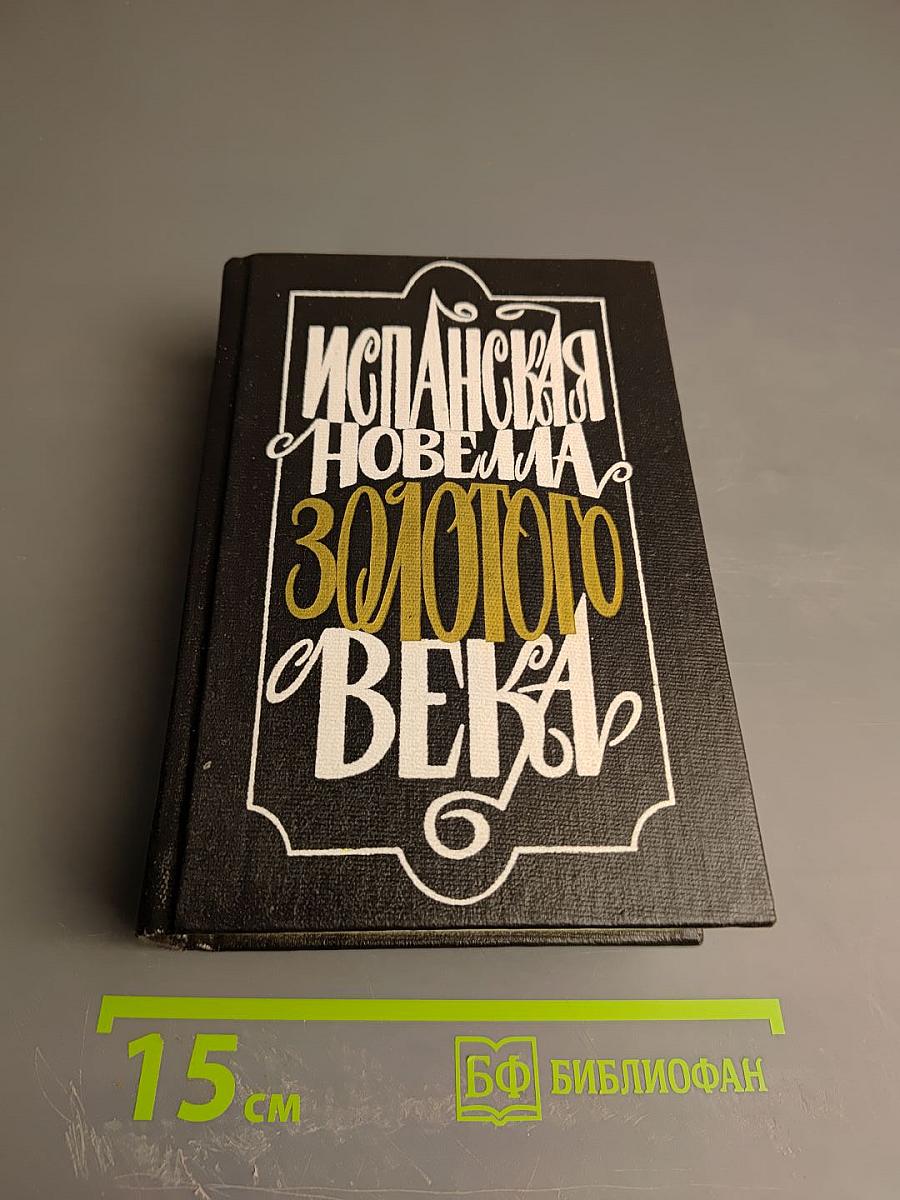 ИСПАНСКАЯ
НОВЕЛЛА
ЗОЛОТОГО
ВЕКА
15 см
БФ БИБЛИОФАН